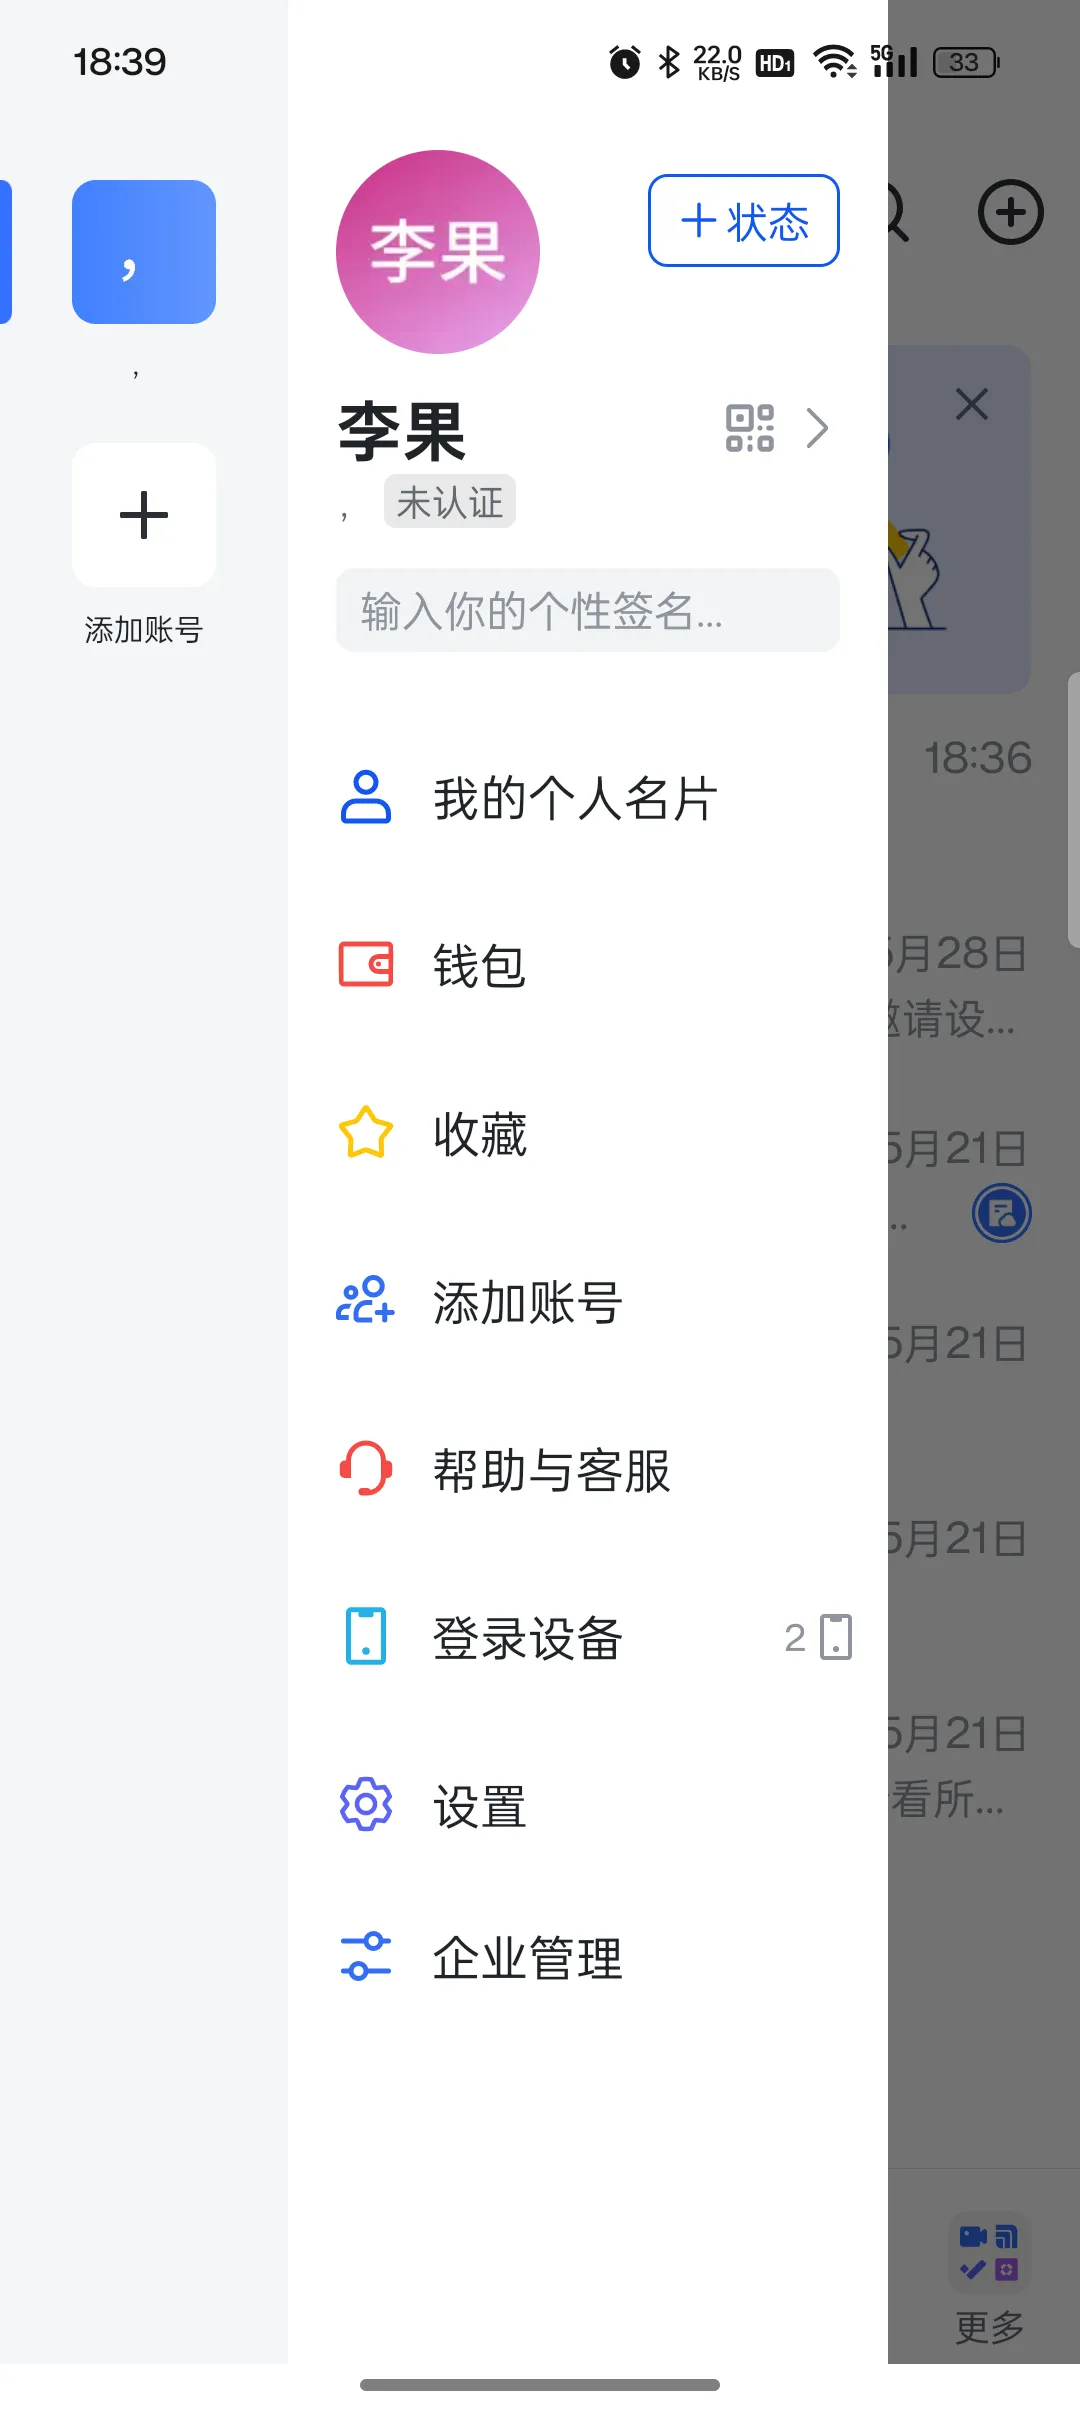 18:39
22.0
KB/S
HD1
5G
33
,
,
添加账号
李果
状态
李果
,
未认证
输入你的个性签名...
18:36
我的个人名片
钱包
5月28日
邀请设...
收藏
5月21日
..
添加账号
5月21日
帮助与客服
5月21日
登录设备
2
5月21日
看所...
设置
企业管理
更多